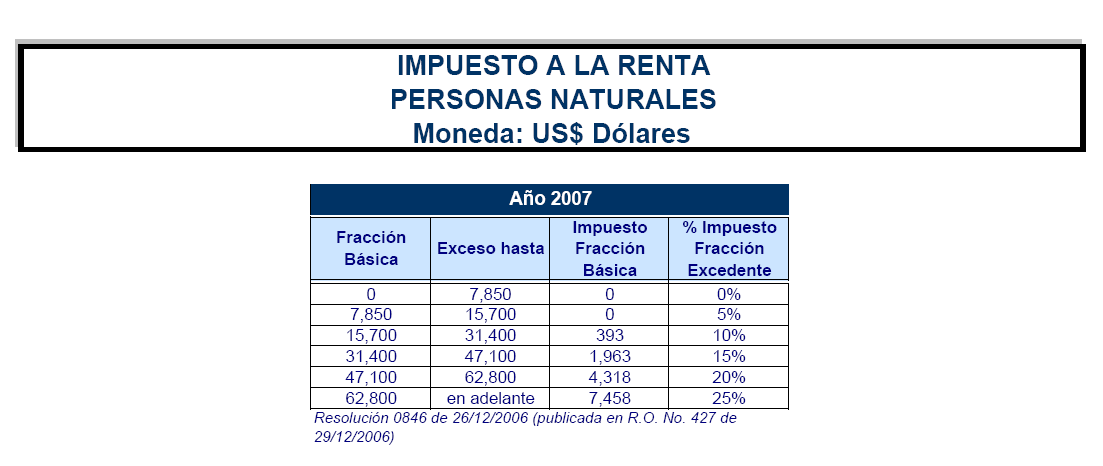 IMPUESTO A LA RENTA
PERSONAS NATURALES
Moneda: US$ Dólares
Año 2007
Fracción Básica Exceso hasta Impuesto Fracción Básica % Impuesto Fracción Excedente
0 7,850 0 0%
7,850 15,700 0 5%
15,700 31,400 393 10%
31,400 47,100 1,963 15%
47,100 62,800 4,318 20%
62,800 en adelante 7,458 25%
Resolución 0846 de 26/12/2006 (publicada en R.O. No. 427 de
29/12/2006)